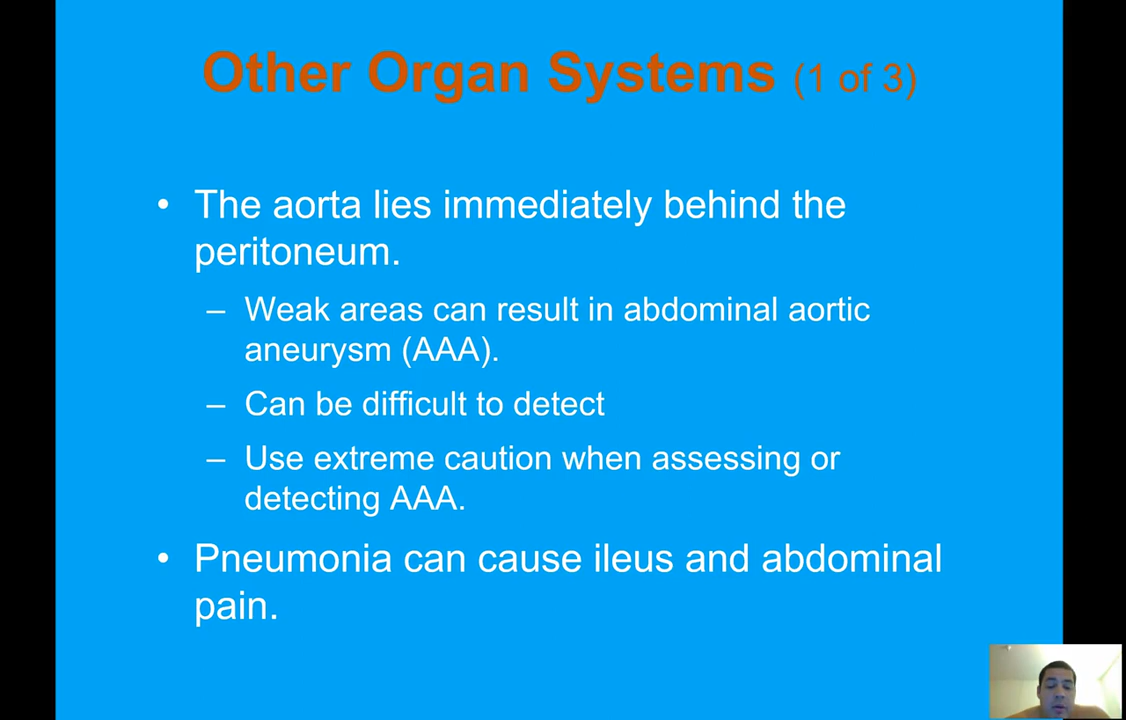 Other Organ Systems (1 of 3)
• The aorta lies immediately behind the
peritoneum.
– Weak areas can result in abdominal aortic
aneurysm (AAA).
– Can be difficult to detect
– Use extreme caution when assessing or
detecting AAA.
• Pneumonia can cause ileus and abdominal
pain.